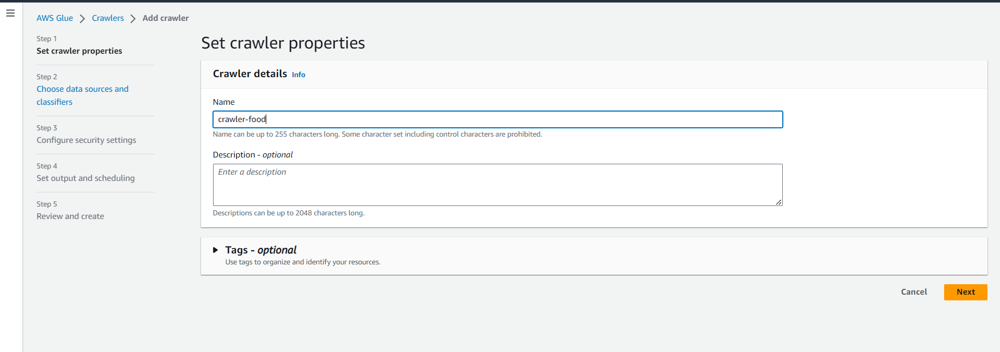 AWS Glue > Crawlers > Add crawler
Step 1
Set crawler properties
Step 2
Choose data sources and
classifiers
Step 3
Configure security settings
Step 4
Set output and scheduling
Step 5
Review and create
Set crawler properties
Crawler details Info
Name
crawler-food
Name can be up to 255 characters long. Some character set including control characters are prohibited.
Description - optional
Enter a description
Descriptions can be up to 2048 characters long.
Tags - optional
Use tags to organize and identify your resources.
Cancel
Next